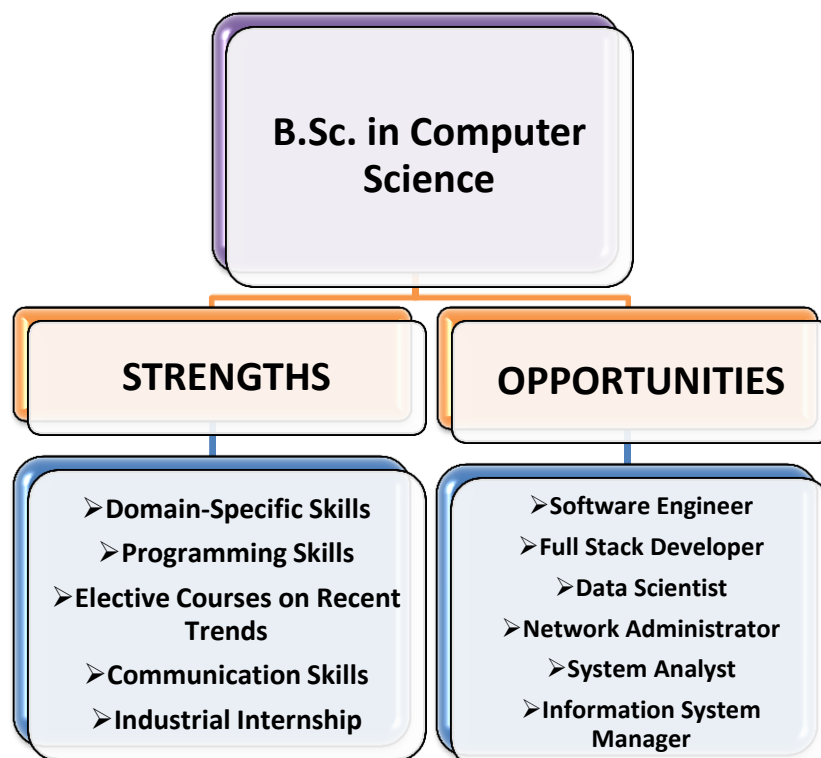 B.Sc. in Computer
Science
STRENGTHS
➢Domain-Specific Skills
➢Programming Skills
➢Elective Courses on Recent
Trends
➢Communication Skills
➢Industrial Internship
OPPORTUNITIES
➢Software Engineer
➢Full Stack Developer
➢Data Scientist
➢Network Administrator
➢System Analyst
➢Information System
Manager